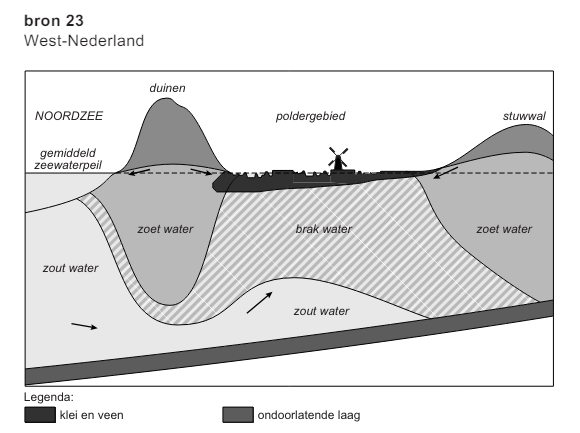 bron 23
West-Nederland
duinen
NOORDZEE
poldergebied
stuwwal
gemiddeld
zeewaterpeil
zoet water
brak water
zoet water
zout water
zout water
Legenda:
klei en veen
ondoorlatende laag